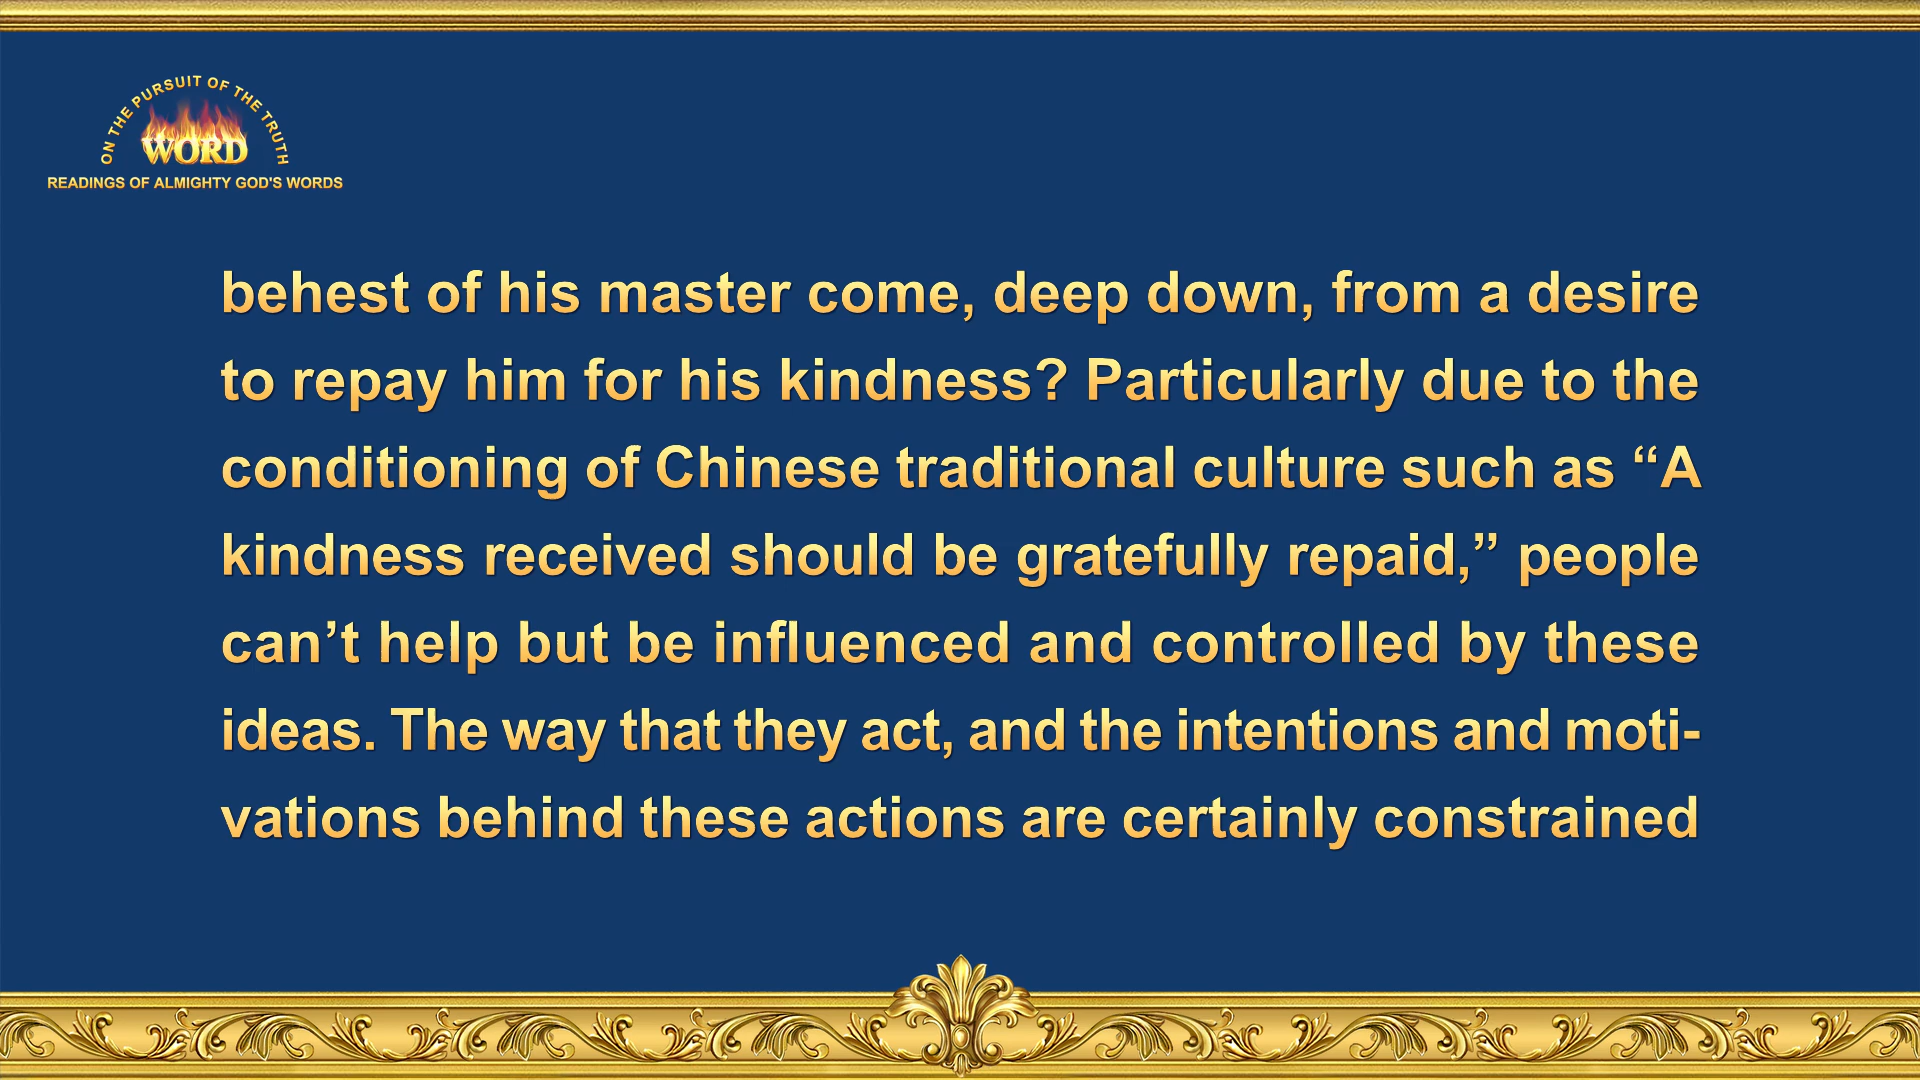 ON THE PURSUIT OF THE TRUTH
WORD
READINGS OF ALMIGHTY GOD'S WORDS
behest of his master come, deep down, from a desire
to repay him for his kindness? Particularly due to the
conditioning of Chinese traditional culture such as “A
kindness received should be gratefully repaid,” people
can’t help but be influenced and controlled by these
ideas. The way that they act, and the intentions and moti-
vations behind these actions are certainly constrained